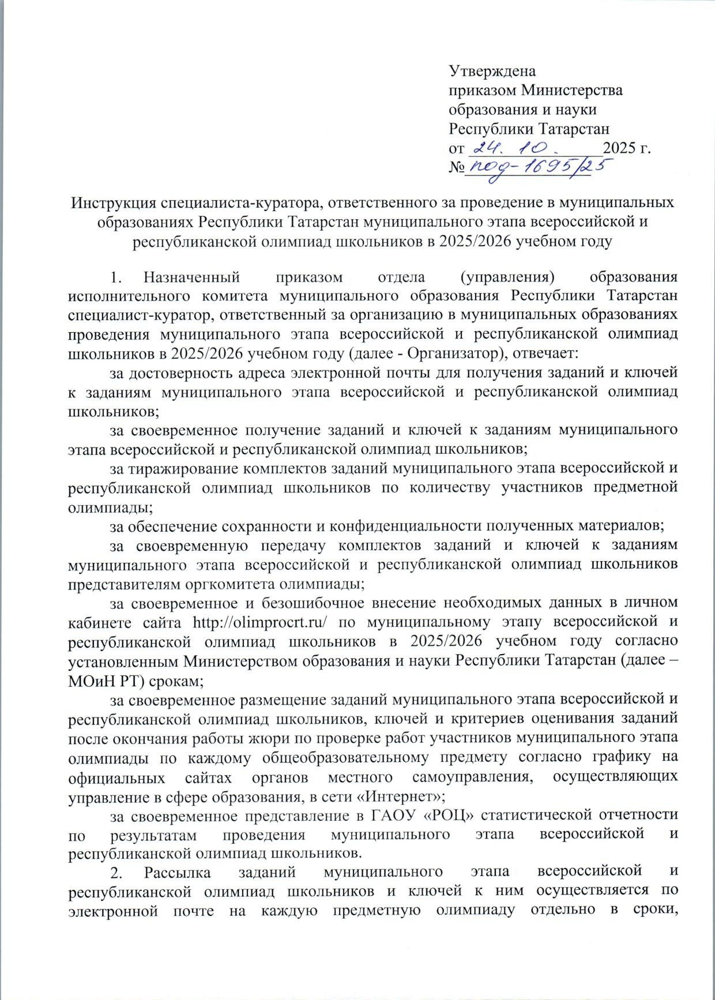 Утверждена
приказом Министерства
образования и науки
Республики Татарстан
от 24. 10. 2025 г.
№ под-1695/25
Инструкция специалиста-куратора, ответственного за проведение в муниципальных
образованиях Республики Татарстан муниципального этапа всероссийской и
республиканской олимпиад школьников в 2025/2026 учебном году
1. Назначенный приказом отдела (управления) образования
исполнительного комитета муниципального образования Республики Татарстан
специалист-куратор, ответственный за организацию в муниципальных образованиях
проведения муниципального этапа всероссийской и республиканской олимпиад
школьников в 2025/2026 учебном году (далее - Организатор), отвечает:
за достоверность адреса электронной почты для получения заданий и ключей
к заданиям муниципального этапа всероссийской и республиканской олимпиад
школьников;
за своевременное получение заданий и ключей к заданиям муниципального
этапа всероссийской и республиканской олимпиад школьников;
за тиражирование комплектов заданий муниципального этапа всероссийской и
республиканской олимпиад школьников по количеству участников предметной
олимпиады;
за обеспечение сохранности и конфиденциальности полученных материалов;
за своевременную передачу комплектов заданий и ключей к заданиям
муниципального этапа всероссийской и республиканской олимпиад школьников
представителям оргкомитета олимпиады;
за своевременное и безошибочное внесение необходимых данных в личном
кабинете сайта http://olimprocrt.ru/ по муниципальному этапу всероссийской и
республиканской олимпиад школьников в 2025/2026 учебном году согласно
установленным Министерством образования и науки Республики Татарстан (далее –
МОиН РТ) срокам;
за своевременное размещение заданий муниципального этапа всероссийской и
республиканской олимпиад школьников, ключей и критериев оценивания заданий
после окончания работы жюри по проверке работ участников муниципального этапа
олимпиады по каждому общеобразовательному предмету согласно графику на
официальных сайтах органов местного самоуправления, осуществляющих
управление в сфере образования, в сети «Интернет»;
за своевременное представление в ГАОУ «РОЦ» статистической отчетности
по результатам проведения муниципального этапа всероссийской и
республиканской олимпиад школьников.
2. Рассылка заданий муниципального этапа всероссийской и
республиканской олимпиад школьников и ключей к ним осуществляется по
электронной почте на каждую предметную олимпиаду отдельно в сроки,